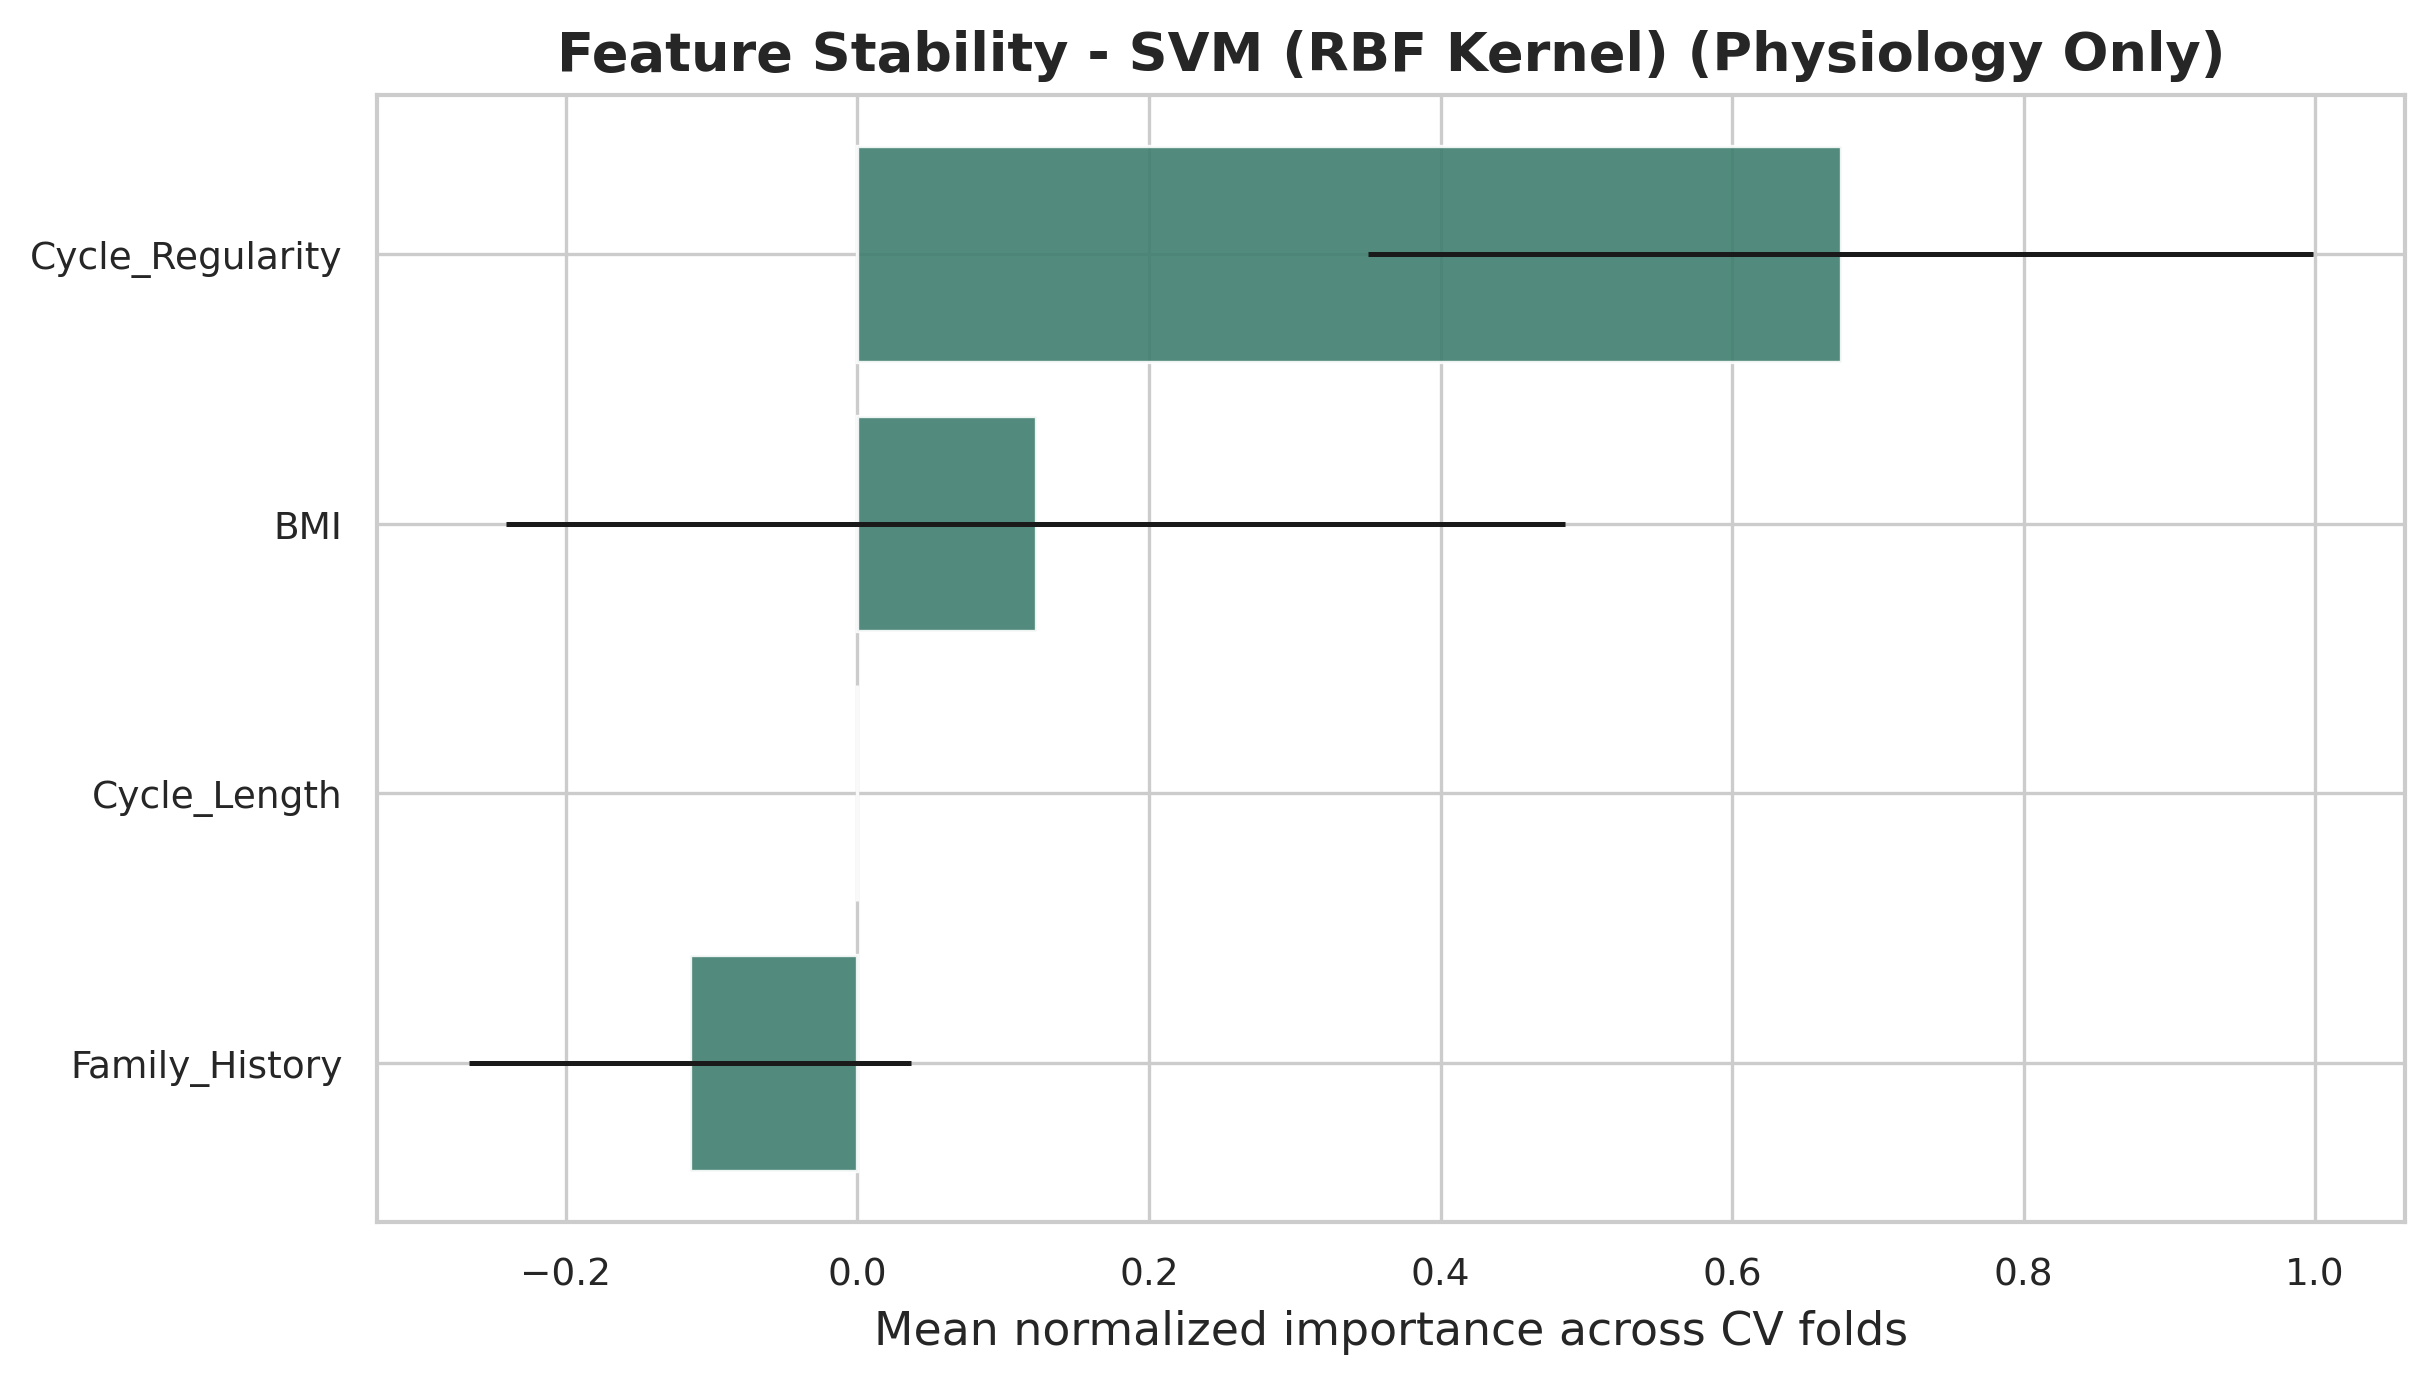 Feature Stability - SVM (RBF Kernel) (Physiology Only)
Cycle_Regularity
BMI
Cycle_Length
Family_History
−0.2 0.0 0.2 0.4 0.6 0.8 1.0
Mean normalized importance across CV folds